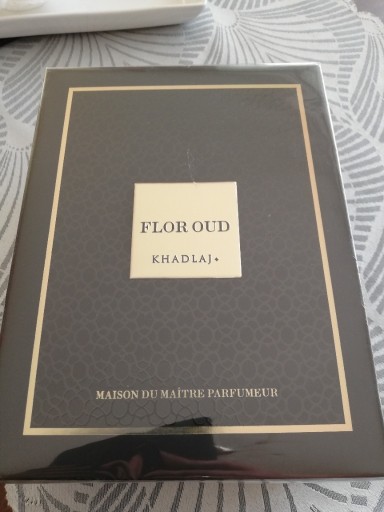 FLOR OUD
KHADLAJ
MAISON DU MAÎTRE PARFUMEUR